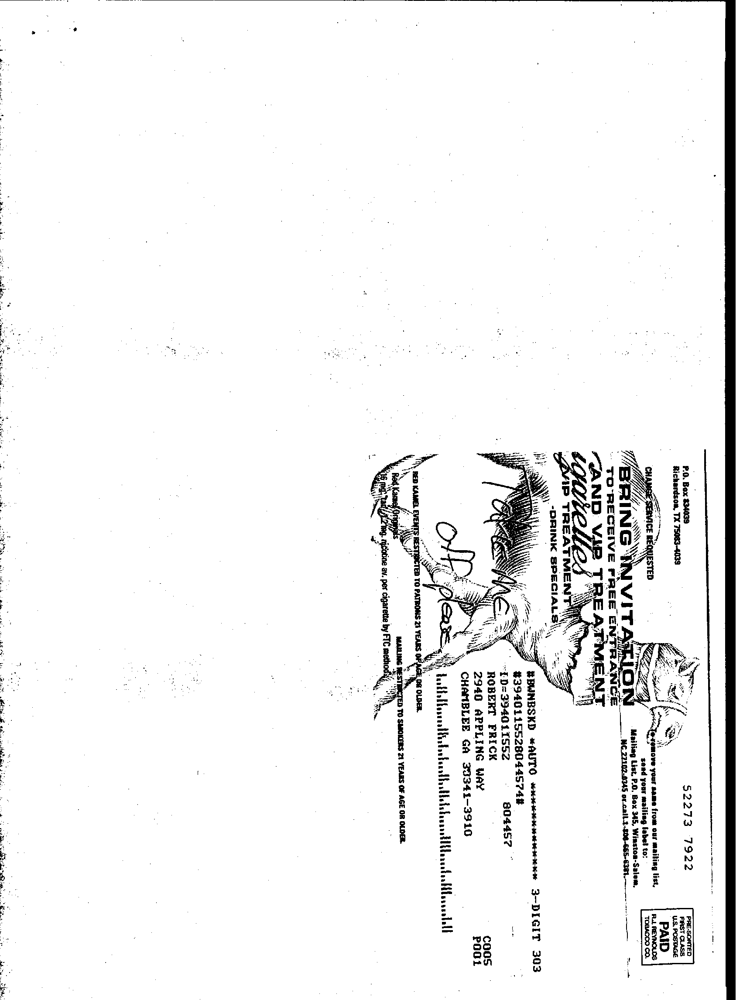 P.O. Box 834039
Richardson, TX 75083-4039
CHANGE SERVICE REQUESTED
BRING INVITATION
TO RECEIVE FREE ENTRANCE
AND VIP TREATMENT
cigarettes
VIP TREATMENT
-DRINK SPECIALS
Take Me
off please
RED KAMEL EVENTS RESTRICTED TO PATRONS 21 YEARS OF AGE OR OLDER.
Red Kamel Originals
16 mg. "tar", 1.2 mg. nicotine av. per cigarette by FTC method.
MAILING RESTRICTED TO SMOKERS 21 YEARS OF AGE OR OLDER.
52273 7922
To remove your name from our mailing list,
send your mailing label to:
Mailing List, P.O. Box 345, Winston-Salem,
NC 27102-0345 or call 1-800-665-6381.
PRE-SORTED
FIRST CLASS
U.S. POSTAGE
PAID
R.J. REYNOLDS
TOBACCO CO.
#BWNBSKD *AUTO ************** 3-DIGIT 303
#3940115528044574#
ID=394011552 804457
ROBERT FRICK
2940 APPLING WAY
CHAMBLEE GA 30341-3910
C005
P001